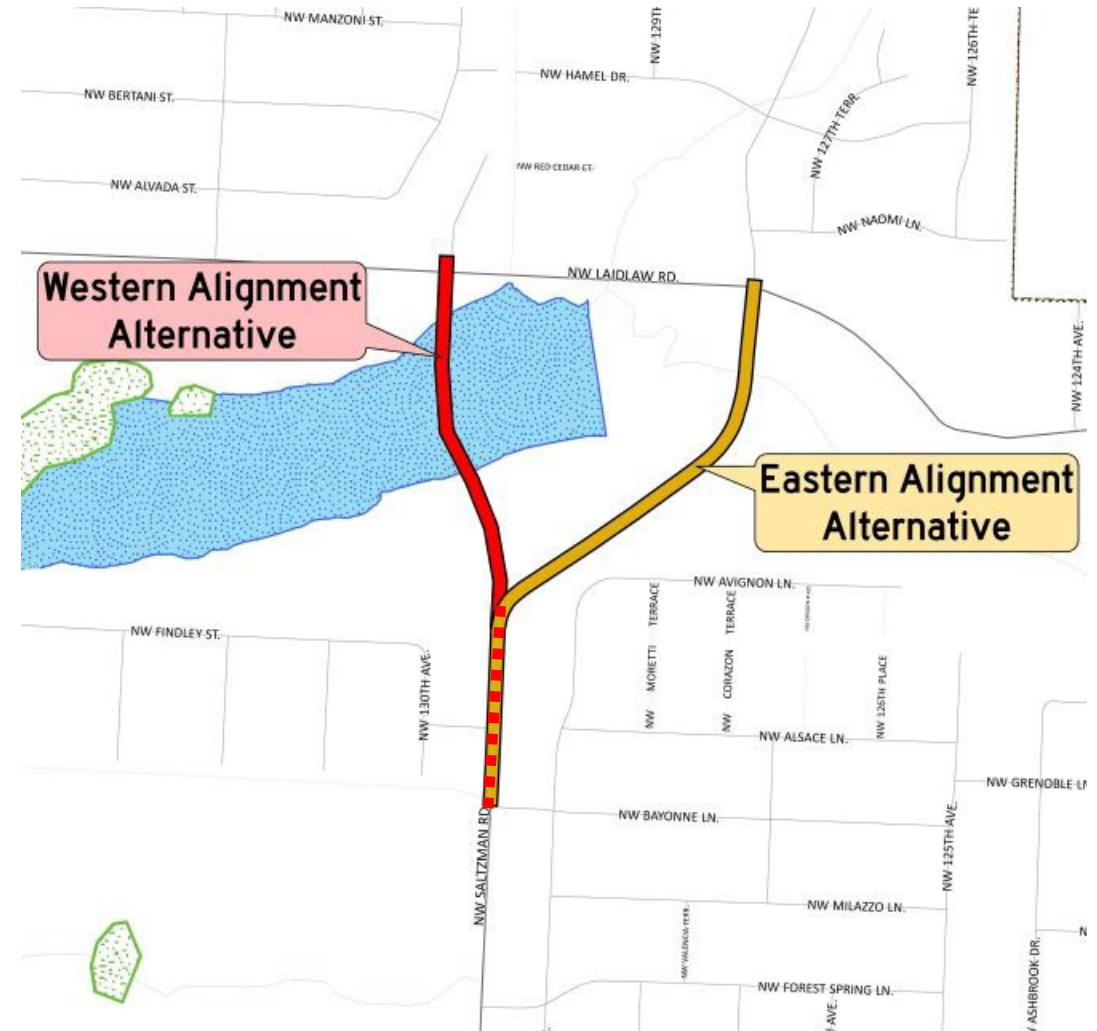 NW MANZONI ST.
NW 129TH
NW 126TH TE
NW HAMEL DR.
NW BERTANI ST.
NW 127TH TERR.
NW RED CEDAR CT.
NW ALVADA ST.
NW NAOMI LN.
NW LAIDLAW RD.
Western Alignment
Alternative
NW 124TH AVE.
Eastern Alignment
Alternative
NW AVIGNON LN.
NW FINDLEY ST.
NW 130TH AVE.
NW MORETTI TERRACE
NW CORAZON TERRACE
NW 126TH PLACE
NW ALSACE LN.
NW GRENOBLE LN
NW BAYONNE LN.
NW SALTZMAN RD.
NW 125TH AVE.
NW MILAZZO LN.
NW VALENCIA TERR.
N
NW FOREST SPRING LN.
AVE.
ASHBROOK DR.